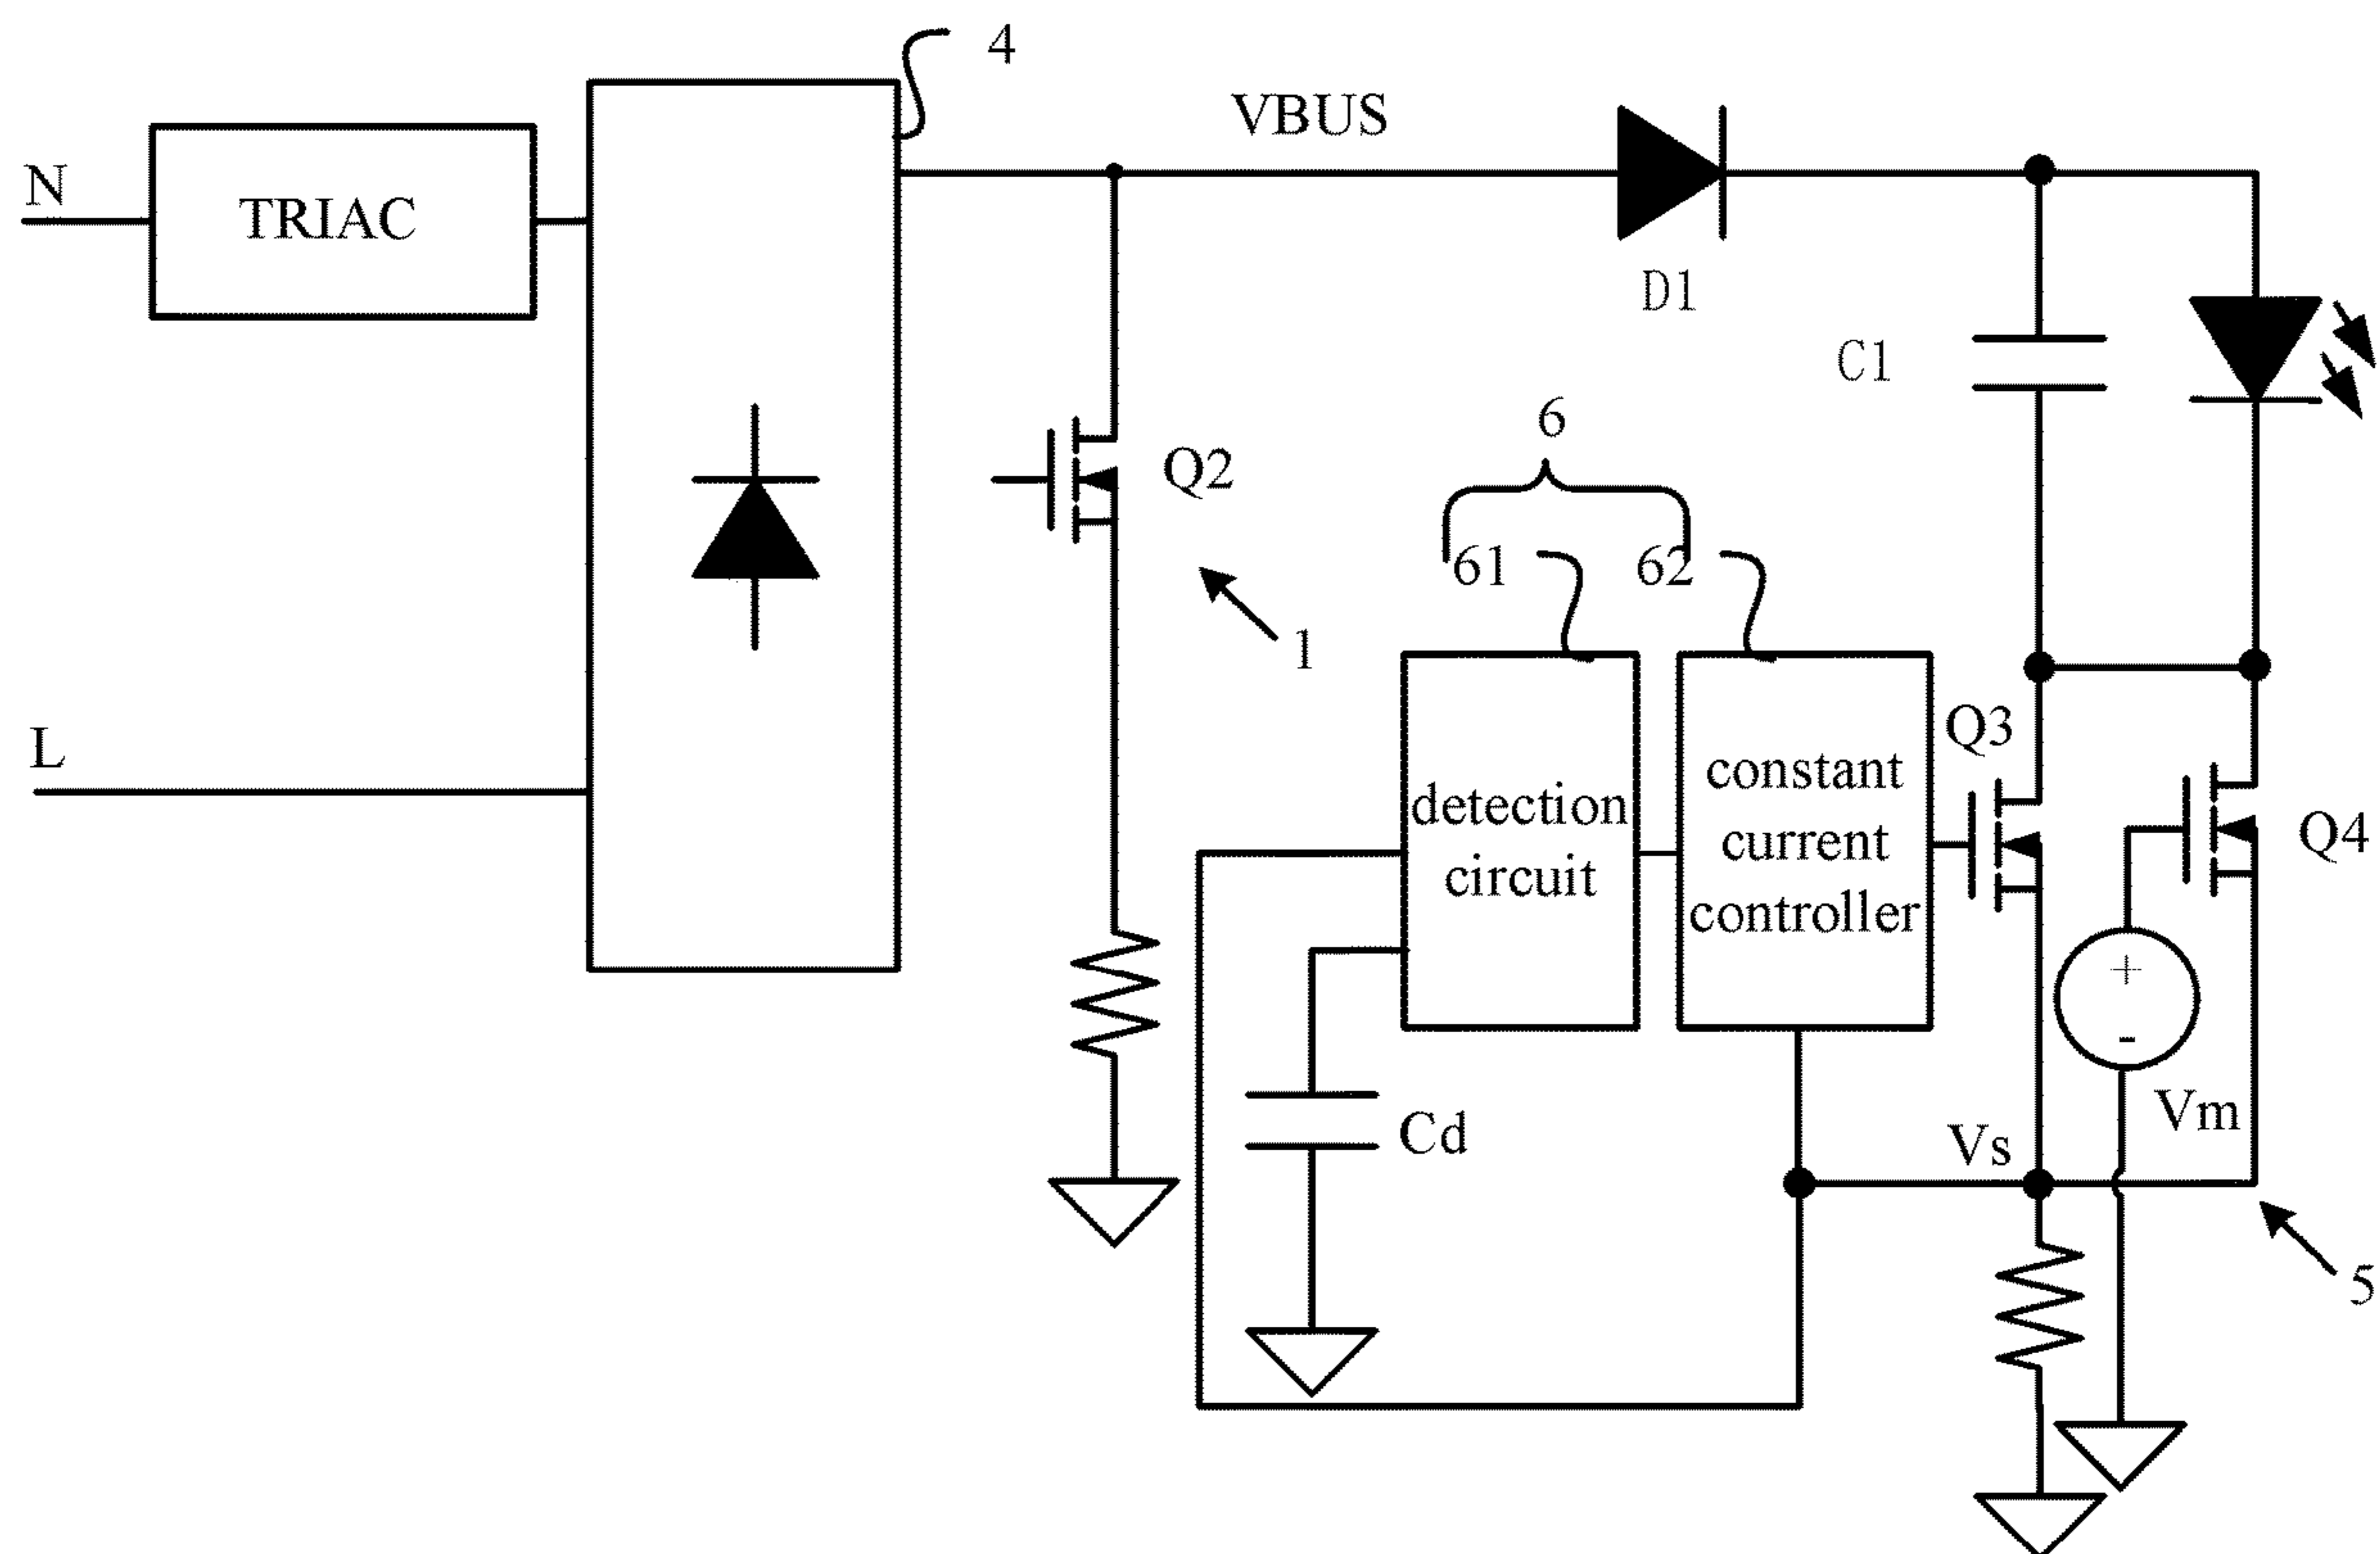 4
VBUS
N
TRIAC
D1
C1
6
Q2
61
62
1
Q3
L
constant
current
controller
detection
circuit
Q4
+
-
Vm
Cd
Vs
5